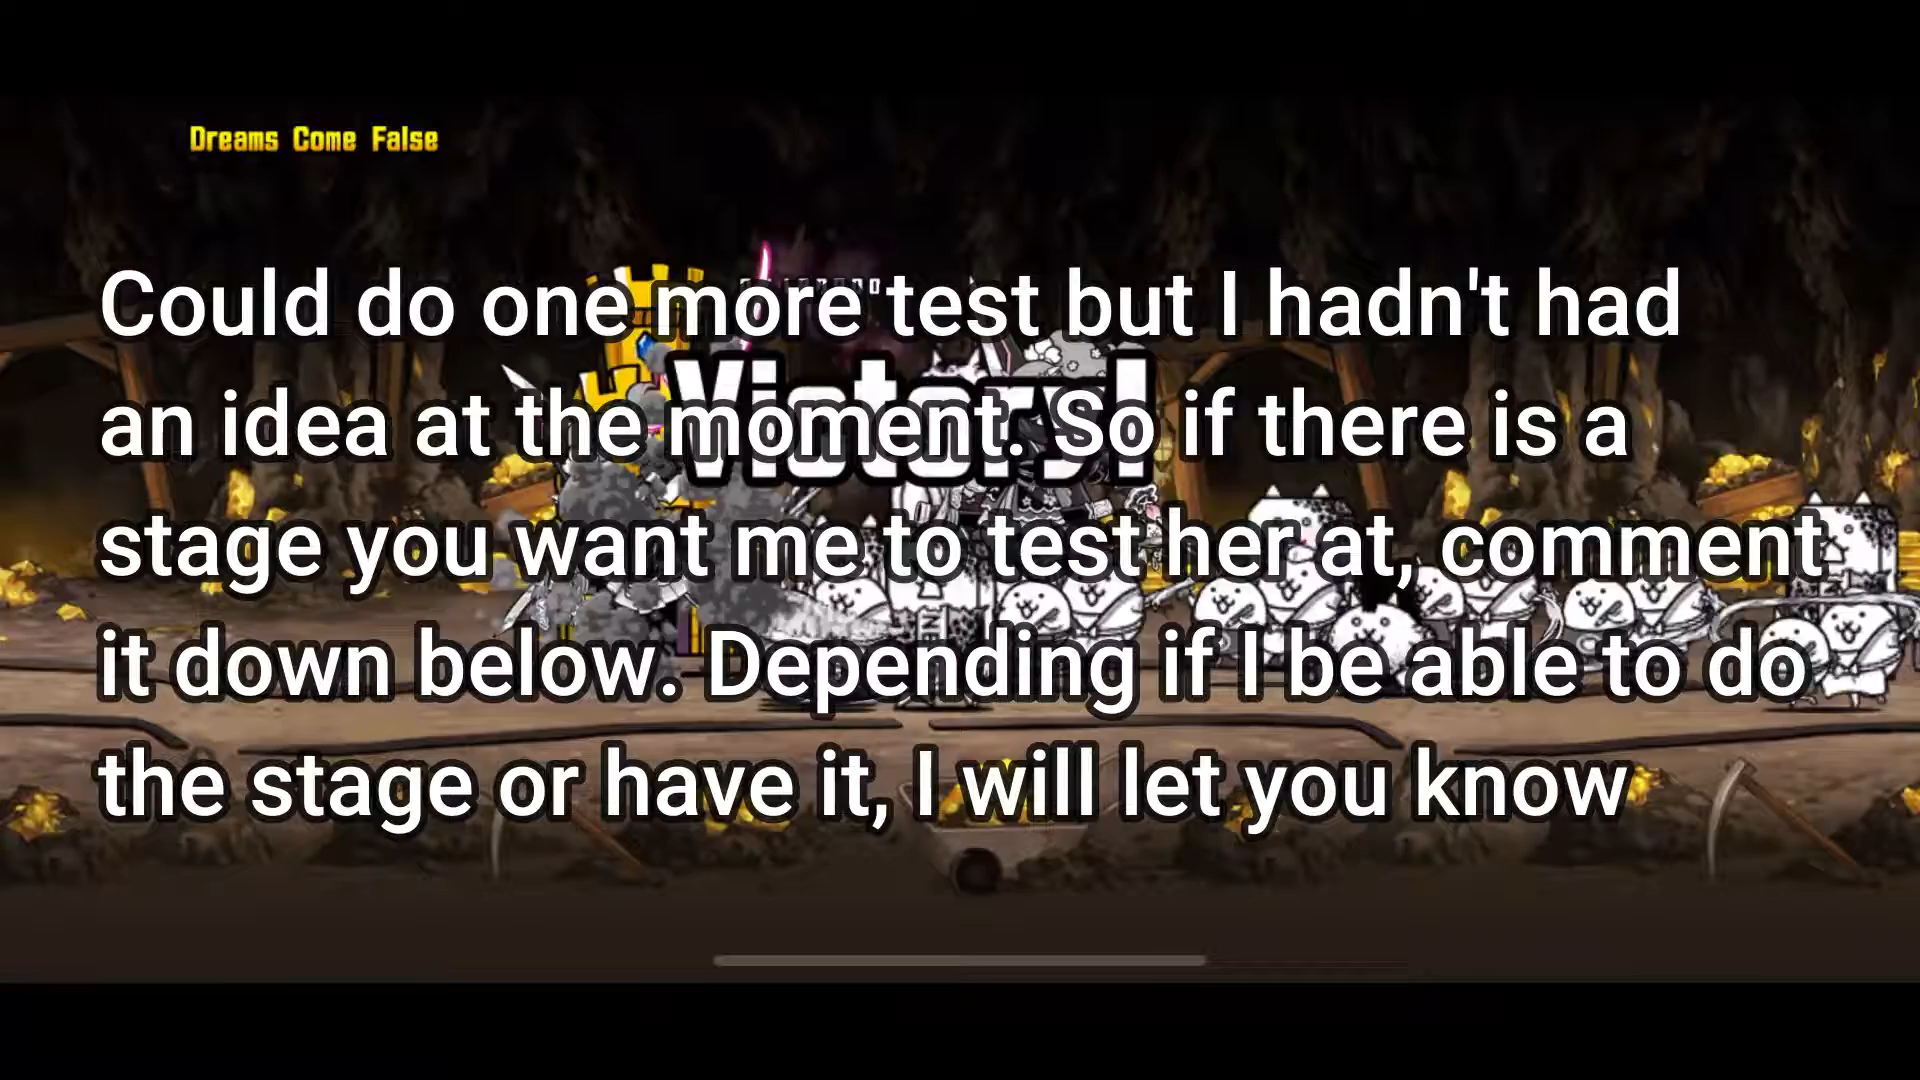 Dreams Come False
Could do one more test but I hadn't had
Victory!
an idea at the moment. So if there is a
stage you want me to test her at, comment
it down below. Depending if I be able to do
the stage or have it, I will let you know